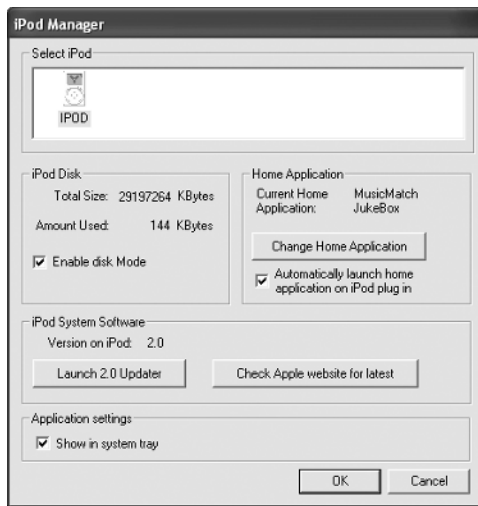 iPod Manager
Select iPod
IPOD
iPod Disk
Total Size: 29197264 KBytes
Amount Used: 144 KBytes
Enable disk Mode
Home Application
Current Home Application: MusicMatch JukeBox
Change Home Application
Automatically launch home
application on iPod plug in
iPod System Software
Version on iPod: 2.0
Launch 2.0 Updater
Check Apple website for latest
Application settings
Show in system tray
OK
Cancel